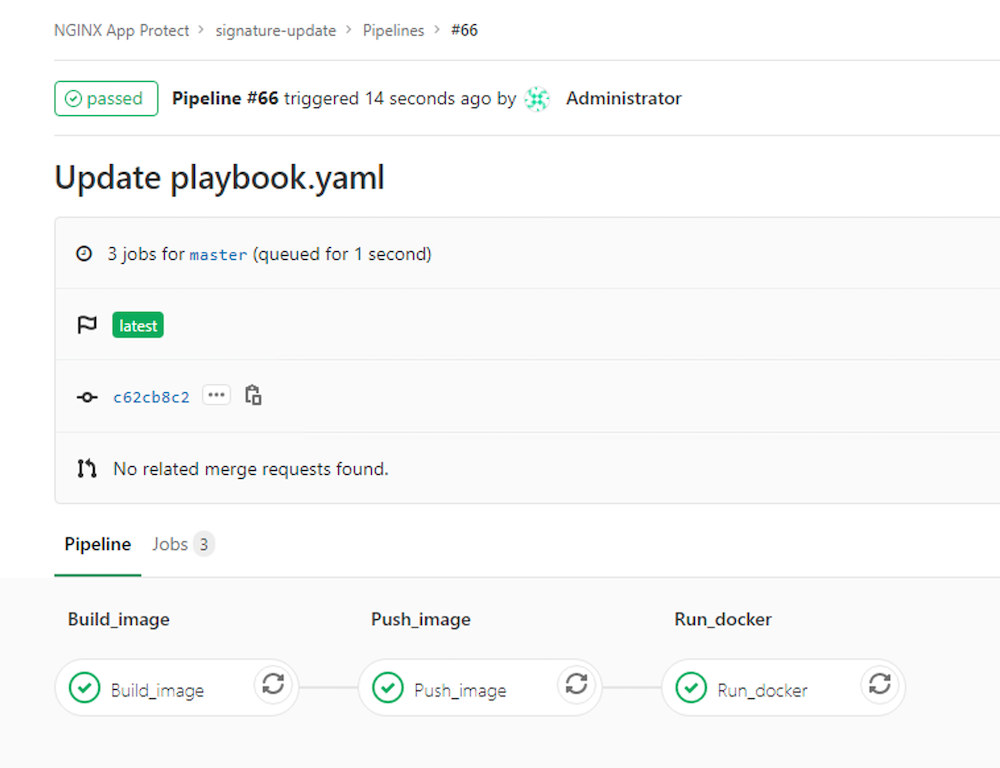 NGINX App Protect > signature-update > Pipelines > #66
passed Pipeline #66 triggered 14 seconds ago by Administrator
Update playbook.yaml
3 jobs for master (queued for 1 second)
latest
c62cb8c2 ...
No related merge requests found.
Pipeline Jobs 3
Build_image Push_image Run_docker
Build_image Push_image Run_docker